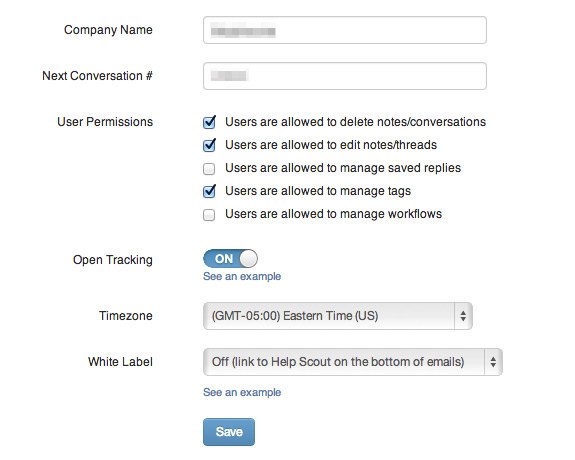 Company Name
Next Conversation #
User Permissions
Users are allowed to delete notes/conversations
Users are allowed to edit notes/threads
Users are allowed to manage saved replies
Users are allowed to manage tags
Users are allowed to manage workflows
Open Tracking
ON
See an example
Timezone
(GMT-05:00) Eastern Time (US)
White Label
Off (link to Help Scout on the bottom of emails)
See an example
Save